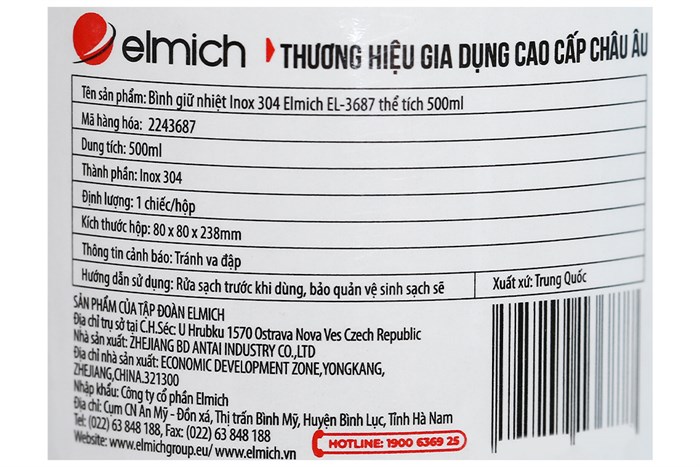 elmich THƯƠNG HIỆU GIA DỤNG CAO CẤP CHÂU ÂU
Tên sản phẩm: Bình giữ nhiệt Inox 304 Elmich EL-3687 thể tích 500ml
Mã hàng hóa: 2243687
Dung tích: 500ml
Thành phần: Inox 304
Định lượng: 1 chiếc/hộp
Kích thước hộp: 80 x 80 x 238mm
Thông tin cảnh báo: Tránh va đập
Hướng dẫn sử dụng: Rửa sạch trước khi dùng, bảo quản vệ sinh sạch sẽ
Xuất xứ: Trung Quốc
SẢN PHẨM CỦA TẬP ĐOÀN ELMICH
Địa chỉ trụ sở tại C.H.Séc: U Hrubku 1570 Ostrava Nova Ves Czech Republic
Nhà sản xuất: ZHEJIANG BD ANTAI INDUSTRY CO.,LTD
Địa chỉ nhà sản xuất: ECONOMIC DEVELOPMENT ZONE,YONGKANG,
ZHEJIANG,CHINA.321300
Nhập khẩu: Công ty cổ phần Elmich
Địa chỉ: Cụm CN An Mỹ - Đồn xá, Thị trấn Bình Mỹ, Huyện Bình Lục, Tỉnh Hà Nam
Tel: (022) 63 848 188, Fax: (022) 63 848 188
Website: www.elmichgroup.eu/ www.elmich.vn
HOTLINE: 1900 6369 25